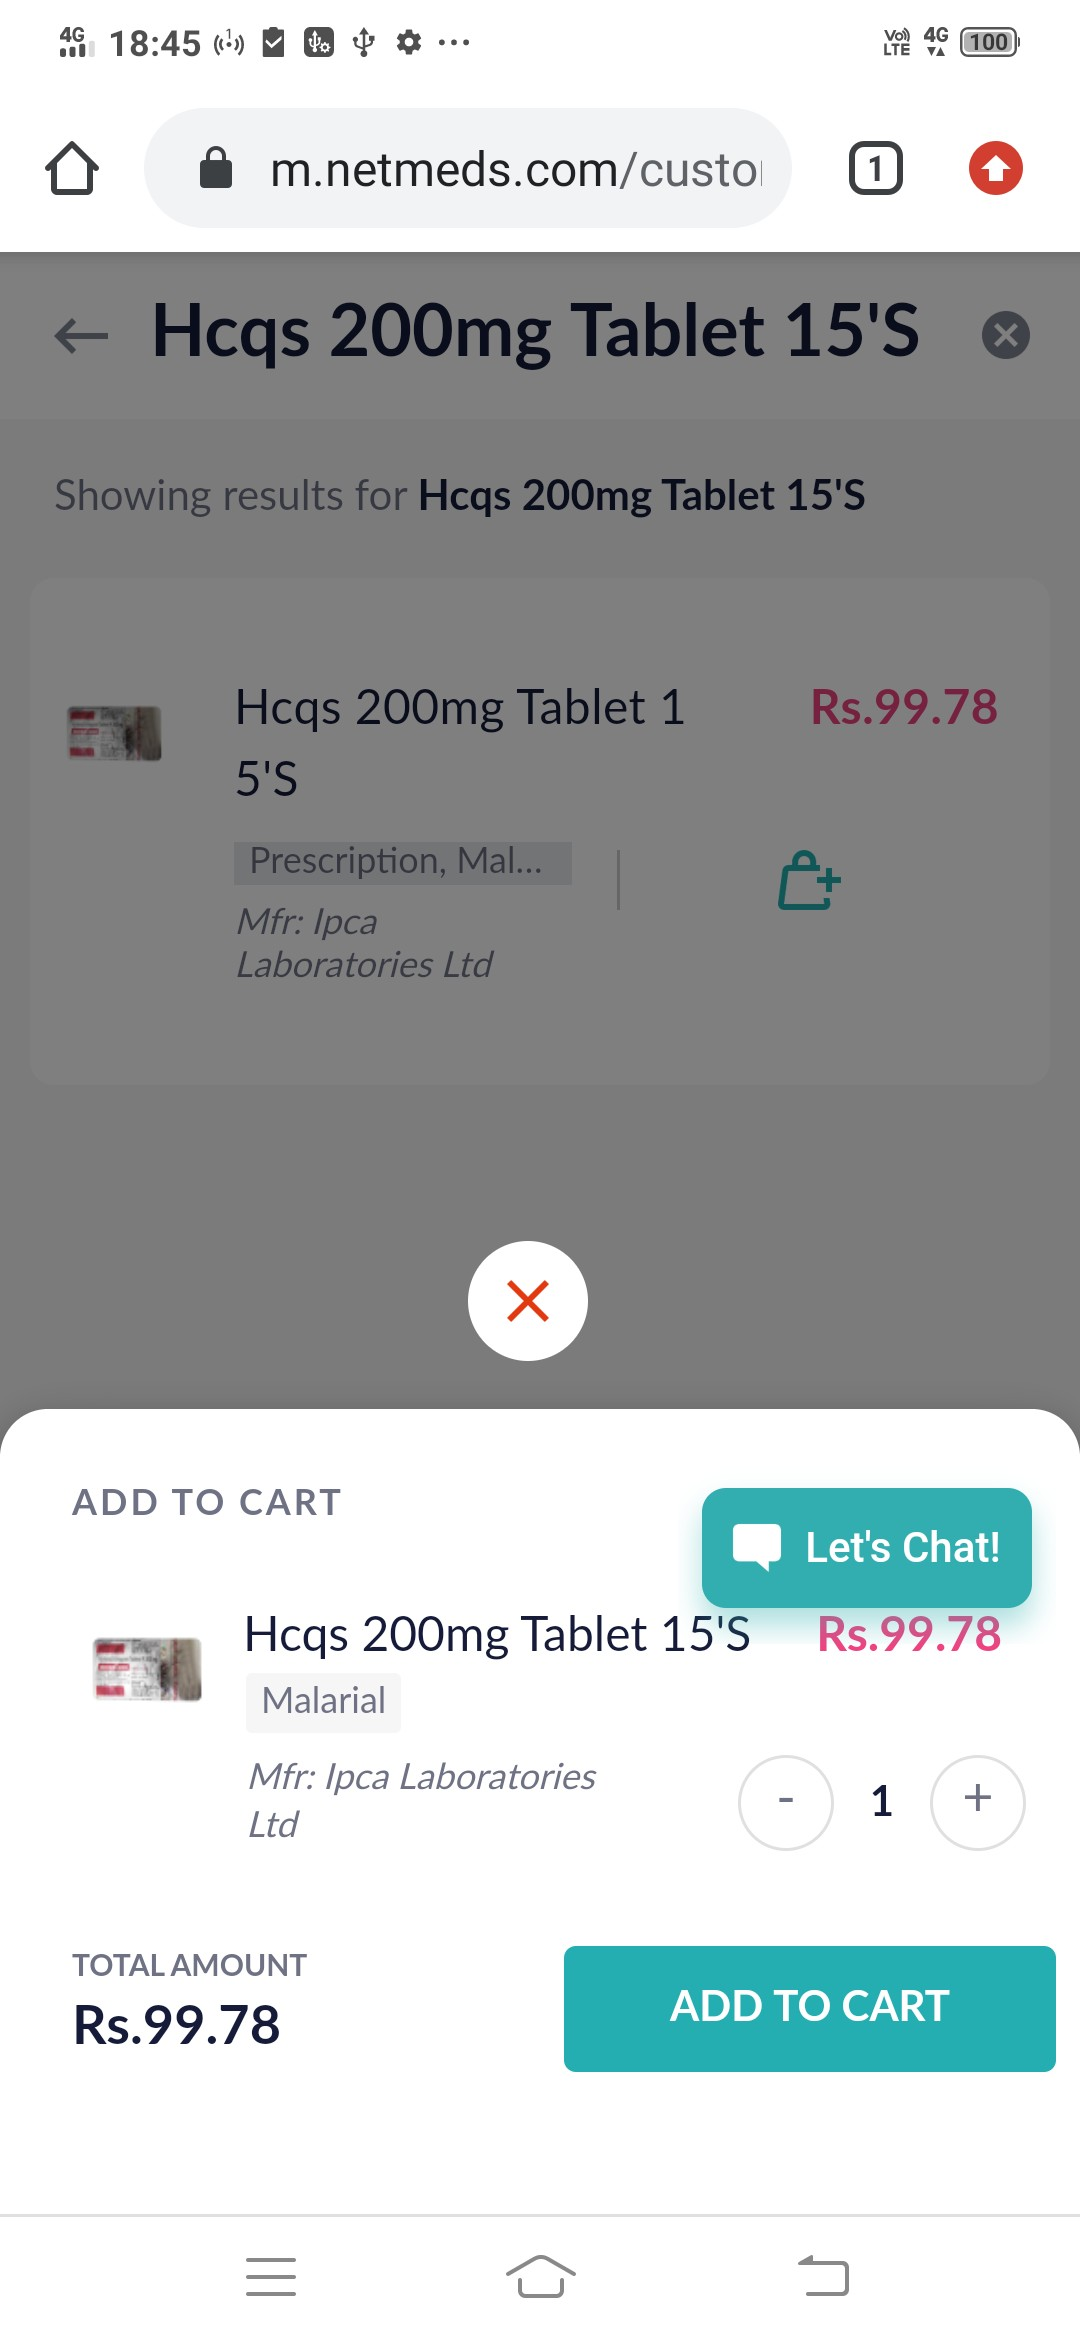 4G 18:45 1 Vo)) LTE 4G 100
m.netmeds.com/custo
1
Hcqs 200mg Tablet 15'S
Showing results for Hcqs 200mg Tablet 15'S
Hcqs 200mg Tablet 1 Rs.99.78
5'S
Prescription, Mal...
Mfr: Ipca
Laboratories Ltd
ADD TO CART
Let's Chat!
Hcqs 200mg Tablet 15'S Rs.99.78
Malarial
Mfr: Ipca Laboratories
Ltd
- 1 +
TOTAL AMOUNT
Rs.99.78
ADD TO CART